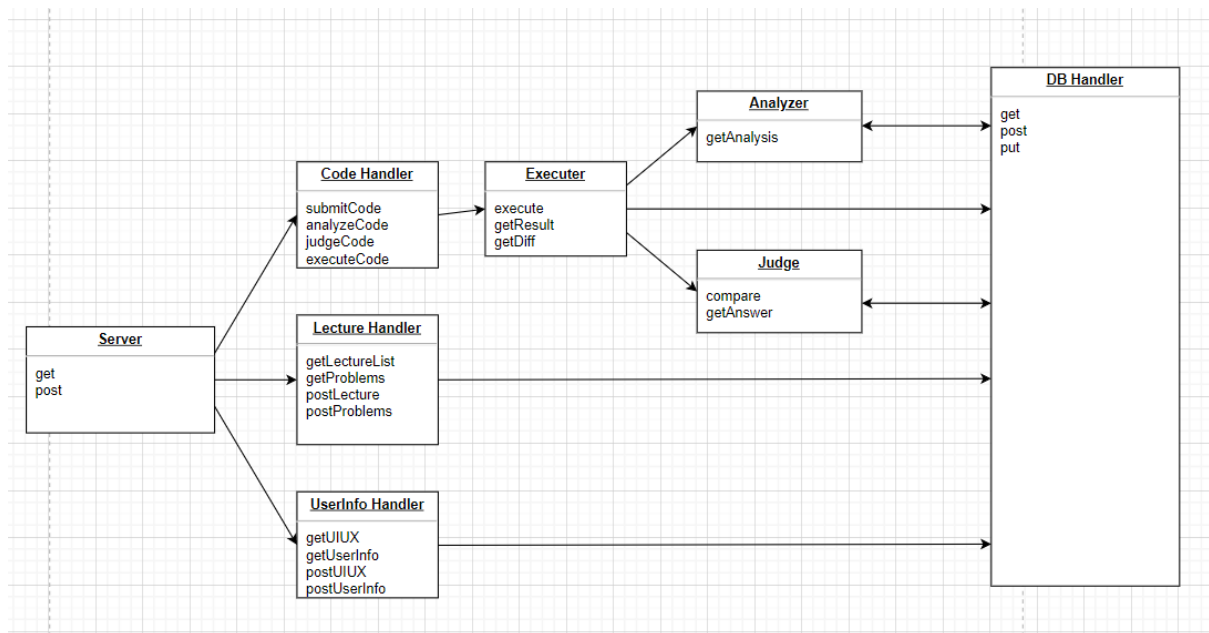 DB Handler
get
post
put
Analyzer
getAnalysis
Code Handler
submitCode
analyzeCode
judgeCode
executeCode
Executer
execute
getResult
getDiff
Judge
compare
getAnswer
Server
get
post
Lecture Handler
getLectureList
getProblems
postLecture
postProblems
UserInfo Handler
getUIUX
getUserInfo
postUIUX
postUserInfo